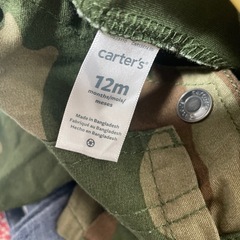 carter's
12m
months/mois/
meses
Made in Bangladesh
Fabriqué au Bangladesh
Hecho en Bangladesh